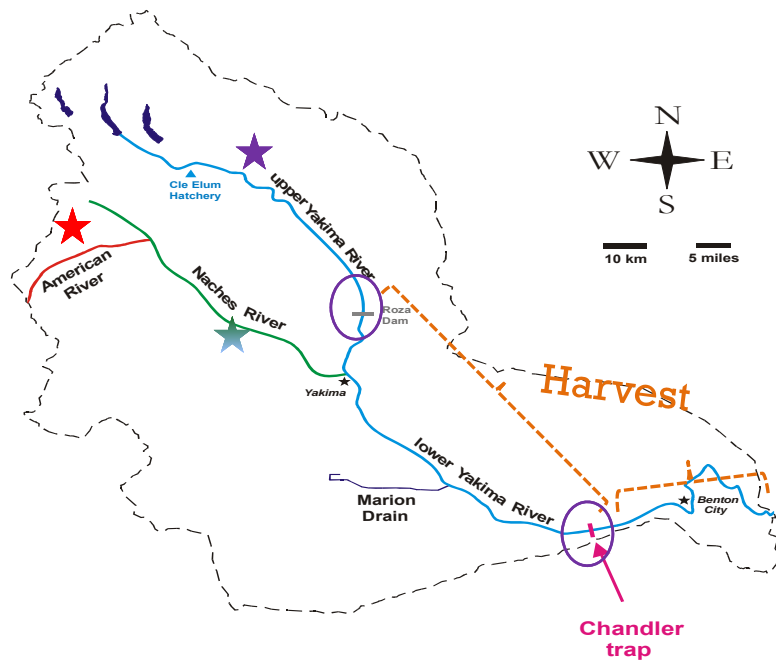 N
W
E
S
10 km
5 miles
Cle Elum
Hatchery
upper Yakima River
American
River
Naches River
Roza
Dam
Harvest
Yakima
lower Yakima River
Marion
Drain
Benton
City
Chandler
trap